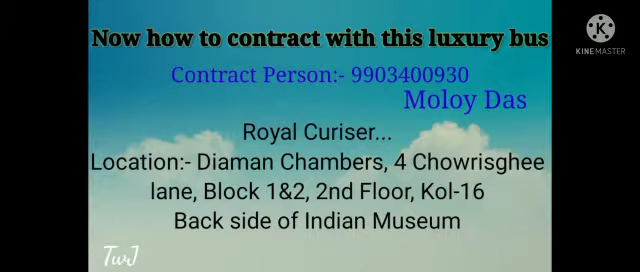 Now how to contract with this luxury bus
KINEMASTER
Contract Person:- 9903400930
Moloy Das
Royal Curiser...
Location:- Diaman Chambers, 4 Chowrisghee
lane, Block 1&2, 2nd Floor, Kol-16
Back side of Indian Museum
TwJ